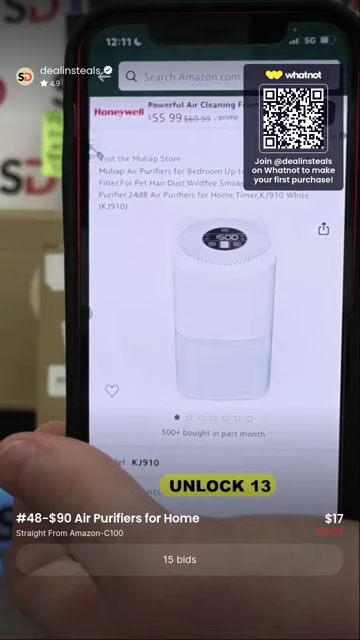 12:11
5G
dealinsteals
4.9
Search Amazon.com
whatnot
Join @dealinsteals
on Whatnot to make
your first purchase!
Honeywell
Powerful Air Cleaning
$55.99 $69.99 prime
Visit the Muliap Store
Muliap Air Purifiers for Bedroom Up to
Filter,For Pet Hair Dust,Wildfire Smoke
Purifier,24dB Air Purifiers for Home,Timer,KJ910 White
(KJ910)
300+ bought in past month
KJ910
UNLOCK 13
#48-$90 Air Purifiers for Home
$17
Straight From Amazon-C100
15 bids